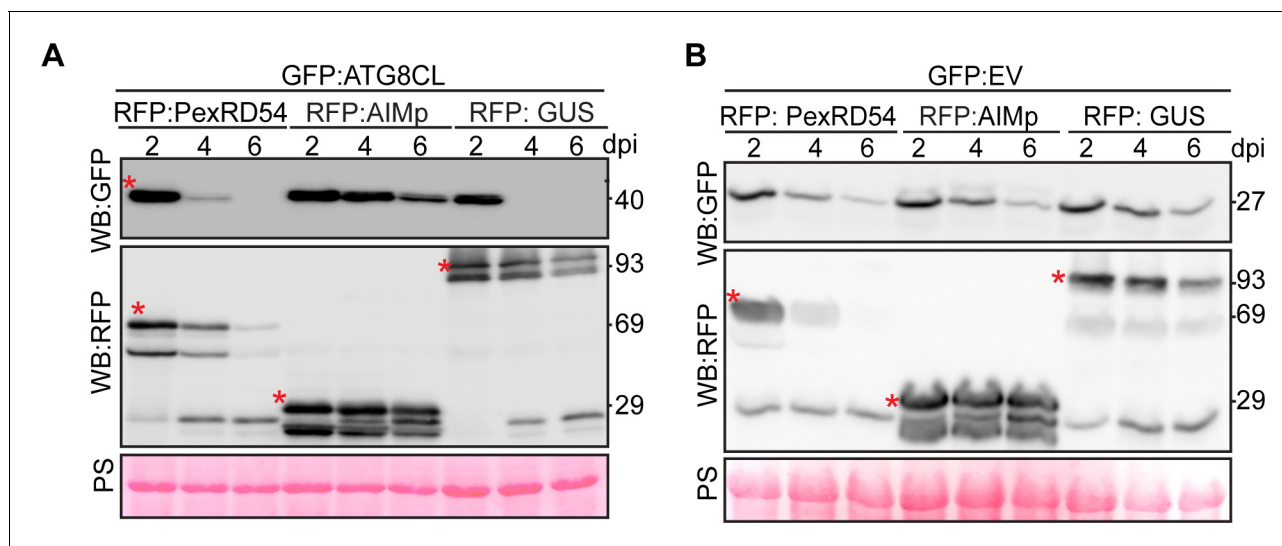 A
GFP:ATG8CL
RFP:PexRD54 RFP:AIMp RFP: GUS
2 4 6 2 4 6 2 4 6 dpi
WB:GFP
* 40
WB:RFP
* 93
* 69
* 29
PS
B
GFP:EV
RFP: PexRD54 RFP:AIMp RFP: GUS
2 4 6 2 4 6 2 4 6 dpi
WB:GFP
27
WB:RFP
* 93
* 69
* 29
PS